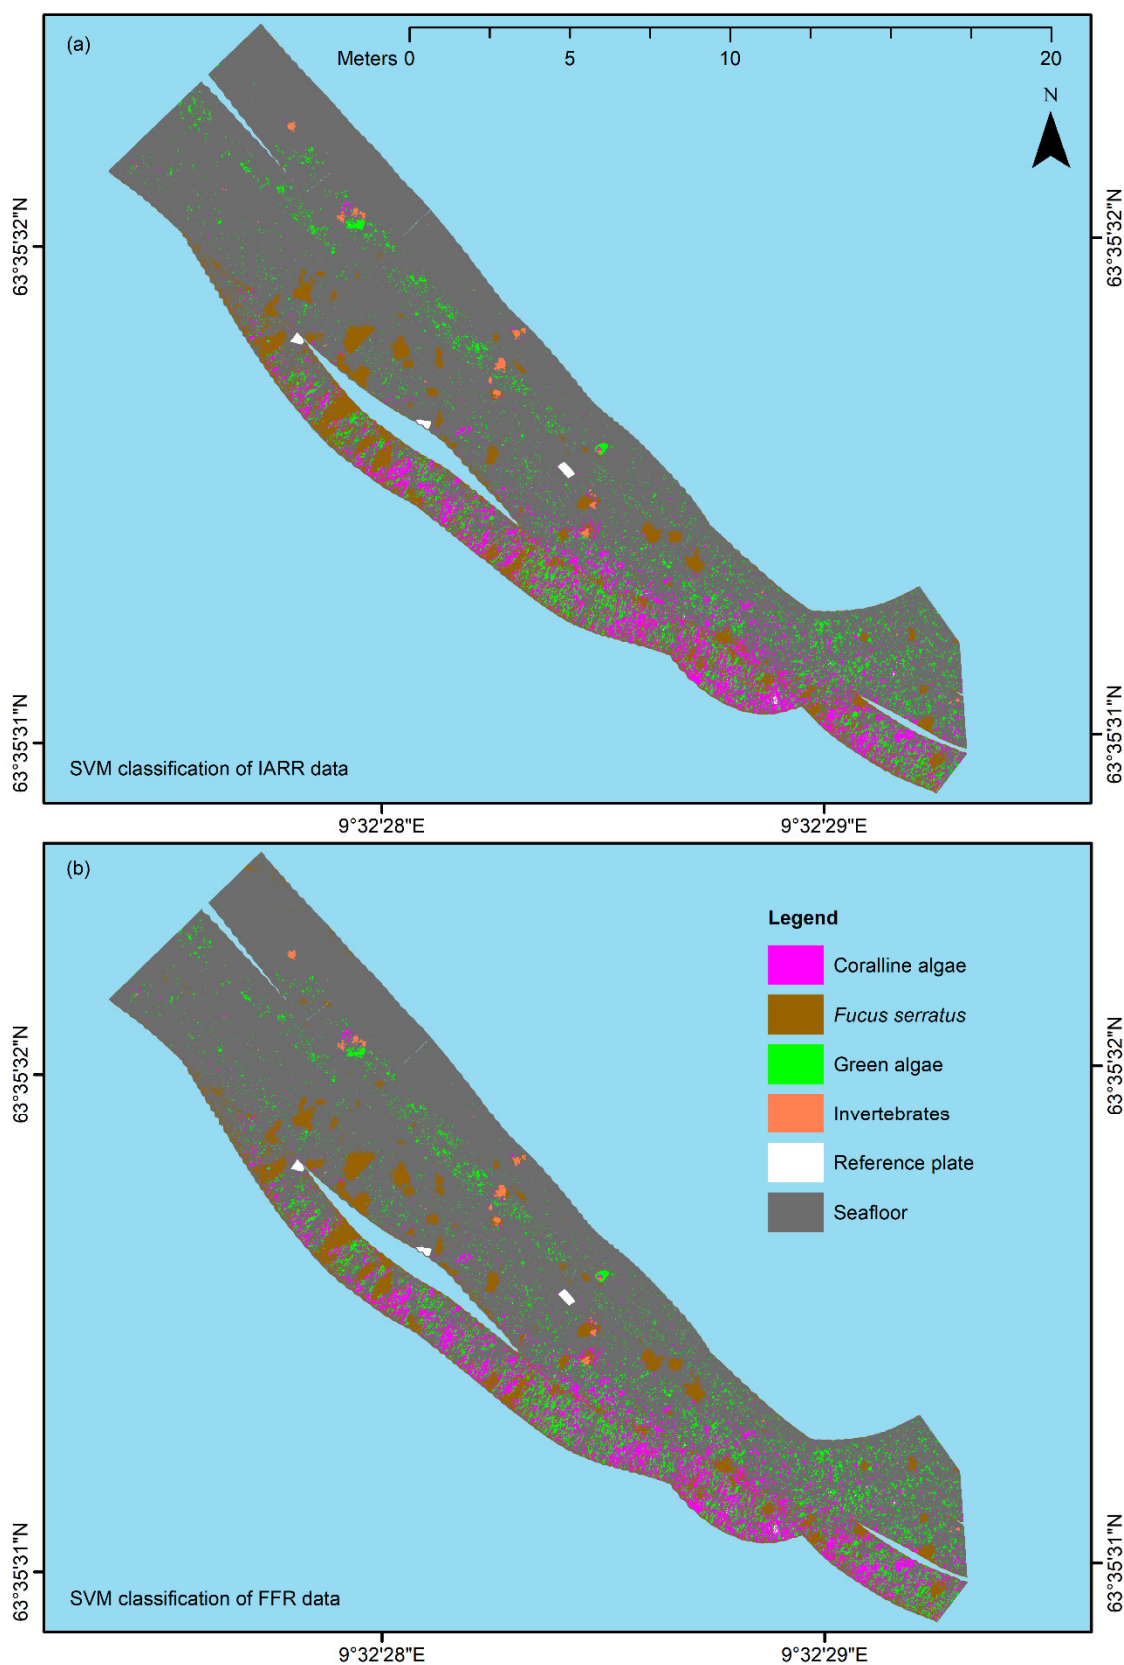 (a)
Meters 0 5 10 20
N
63°35'32"N
63°35'32"N
63°35'31"N
63°35'31"N
SVM classification of IARR data
9°32'28"E 9°32'29"E
(b)
Legend
Coralline algae
Fucus serratus
Green algae
Invertebrates
Reference plate
Seafloor
63°35'32"N
63°35'32"N
63°35'31"N
63°35'31"N
SVM classification of FFR data
9°32'28"E 9°32'29"E